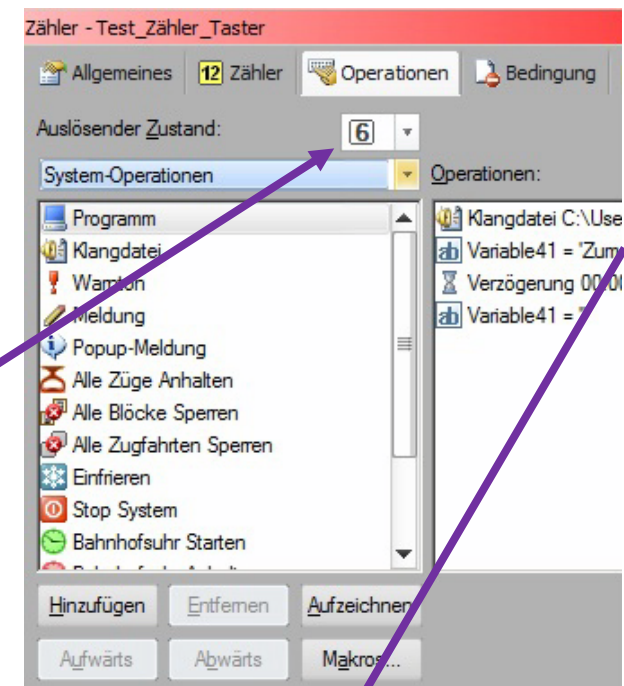 Zähler - Test_Zähler_Taster
Allgemeines 12 Zähler Operationen Bedingung
Auslösender Zustand: 6
System-Operationen
Operationen:
Programm
Klangdatei
Warnton
Meldung
Popup-Meldung
Alle Züge Anhalten
Alle Blöcke Sperren
Alle Zugfahrten Sperren
Einfrieren
Stop System
Bahnhofsuhr Starten
Klangdatei C:\Use
ab Variable41 = "Zum
Verzögerung 00:00
ab Variable41 = "
Hinzufügen Entfernen Aufzeichnen
Aufwärts Abwärts Makros...